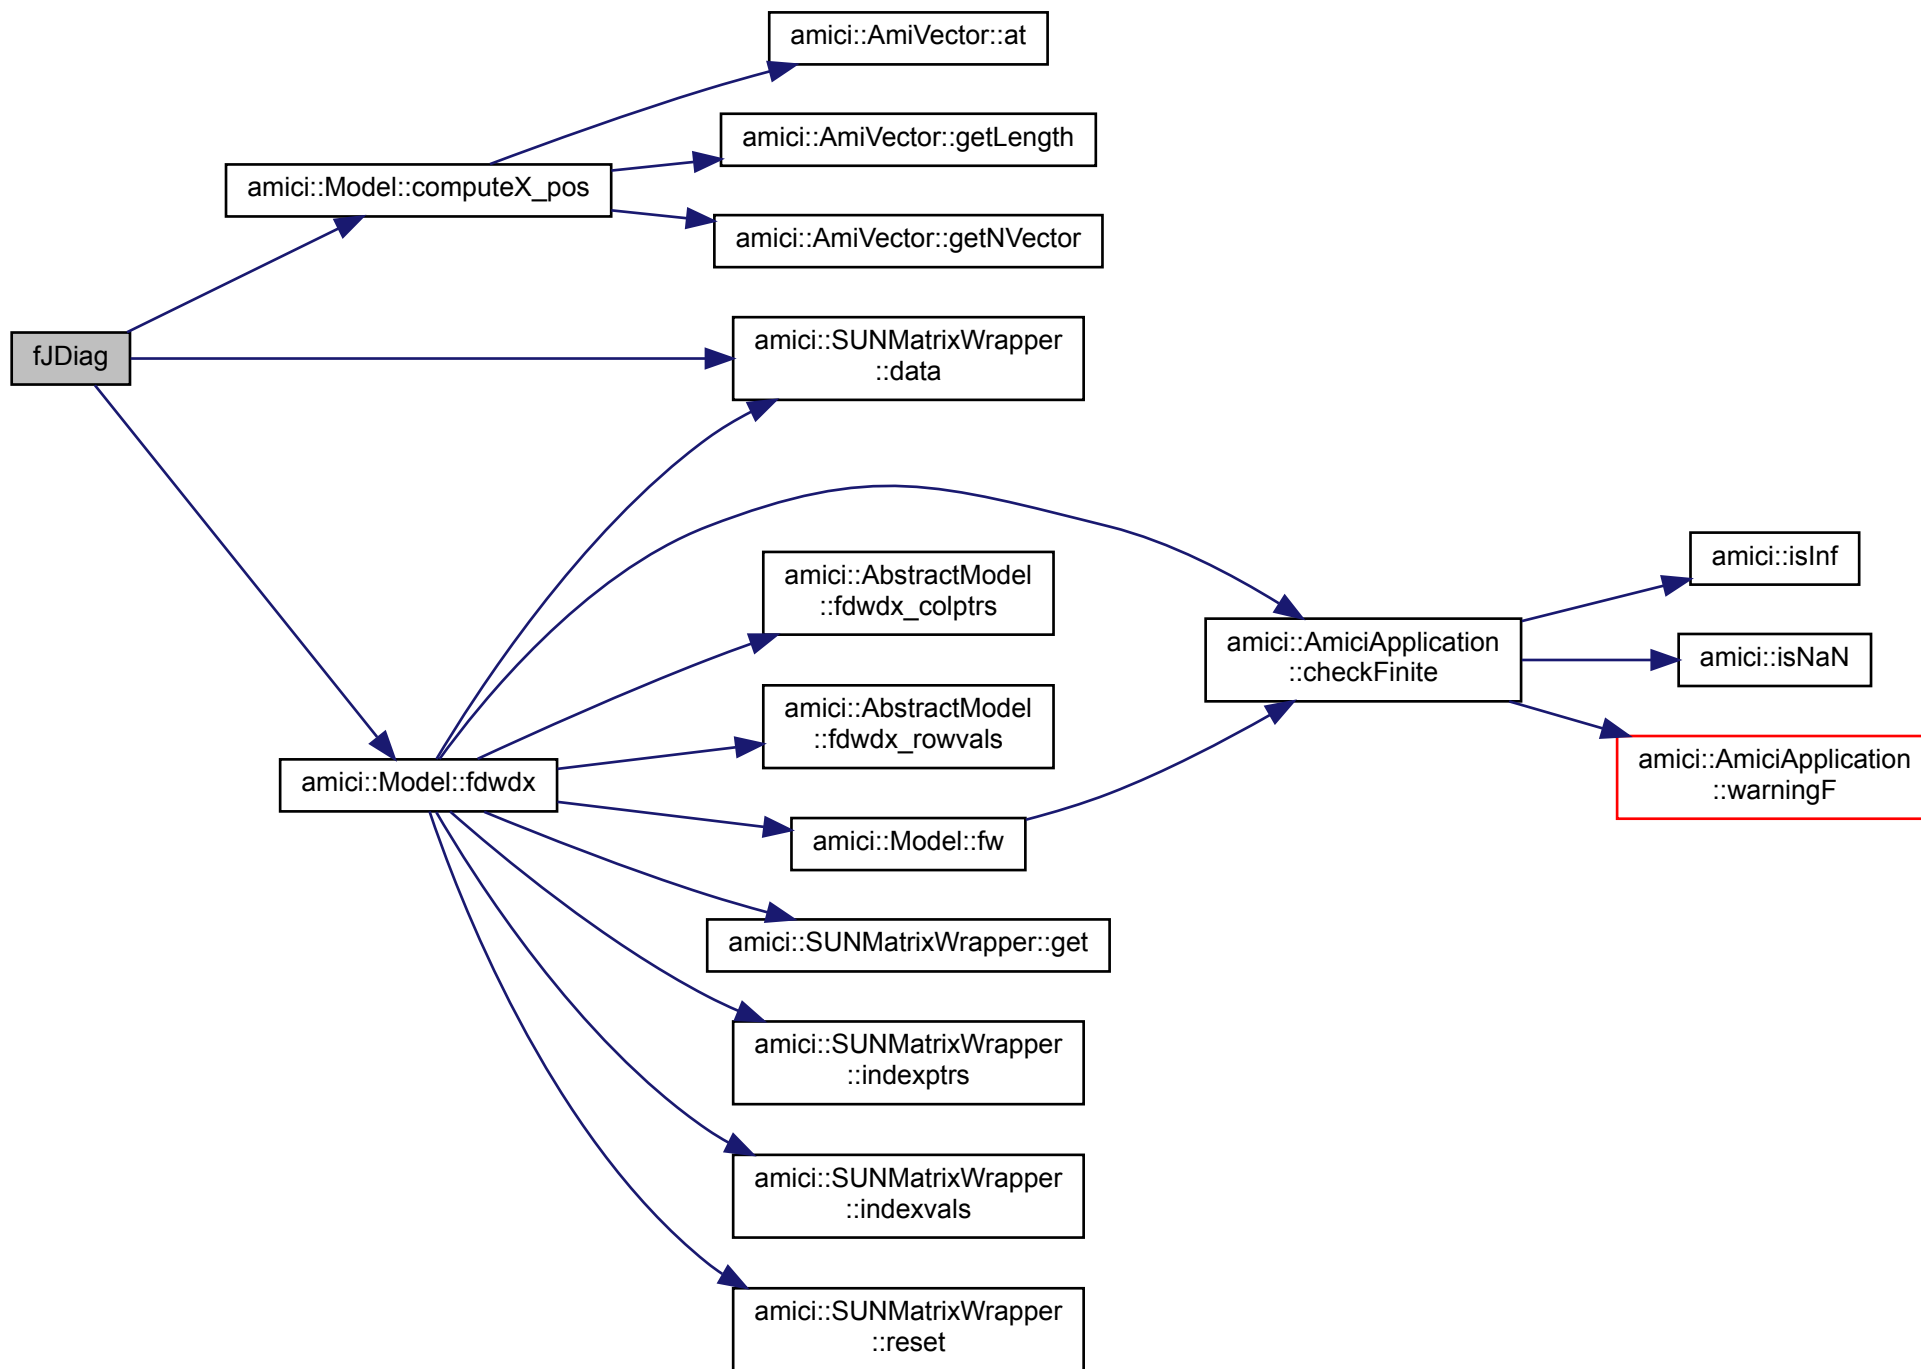 amici::AmiVector::at
amici::AmiVector::getLength
amici::Model::computeX_pos
amici::AmiVector::getNVector
fJDiag
amici::SUNMatrixWrapper
::data
amici::AbstractModel
::fdwdx_colptrs
amici::isInf
amici::AmiciApplication
::checkFinite
amici::isNaN
amici::AbstractModel
::fdwdx_rowvals
amici::Model::fdwdx
amici::AmiciApplication
::warningF
amici::Model::fw
amici::SUNMatrixWrapper::get
amici::SUNMatrixWrapper
::indexptrs
amici::SUNMatrixWrapper
::indexvals
amici::SUNMatrixWrapper
::reset